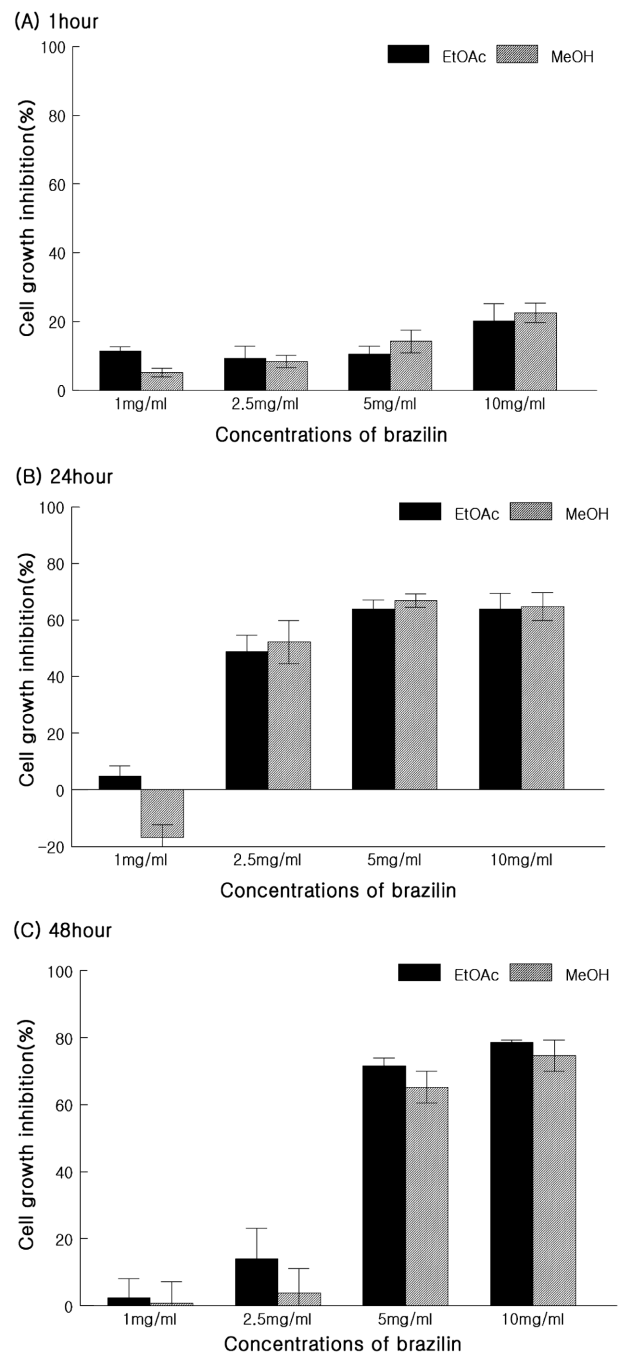 (A) 1hour
100
EtOAc MeOH
80
60
40
20
0
1mg/ml 2.5mg/ml 5mg/ml 10mg/ml
Cell growth inhibition(%)
Concentrations of brazilin
(B) 24hour
100
EtOAc MeOH
80
60
40
20
0
-20
1mg/ml 2.5mg/ml 5mg/ml 10mg/ml
Cell growth inhibition(%)
Concentrations of brazilin
(C) 48hour
100
EtOAc MeOH
80
60
40
20
0
1mg/ml 2.5mg/ml 5mg/ml 10mg/ml
Cell growth inhibition(%)
Concentrations of brazilin